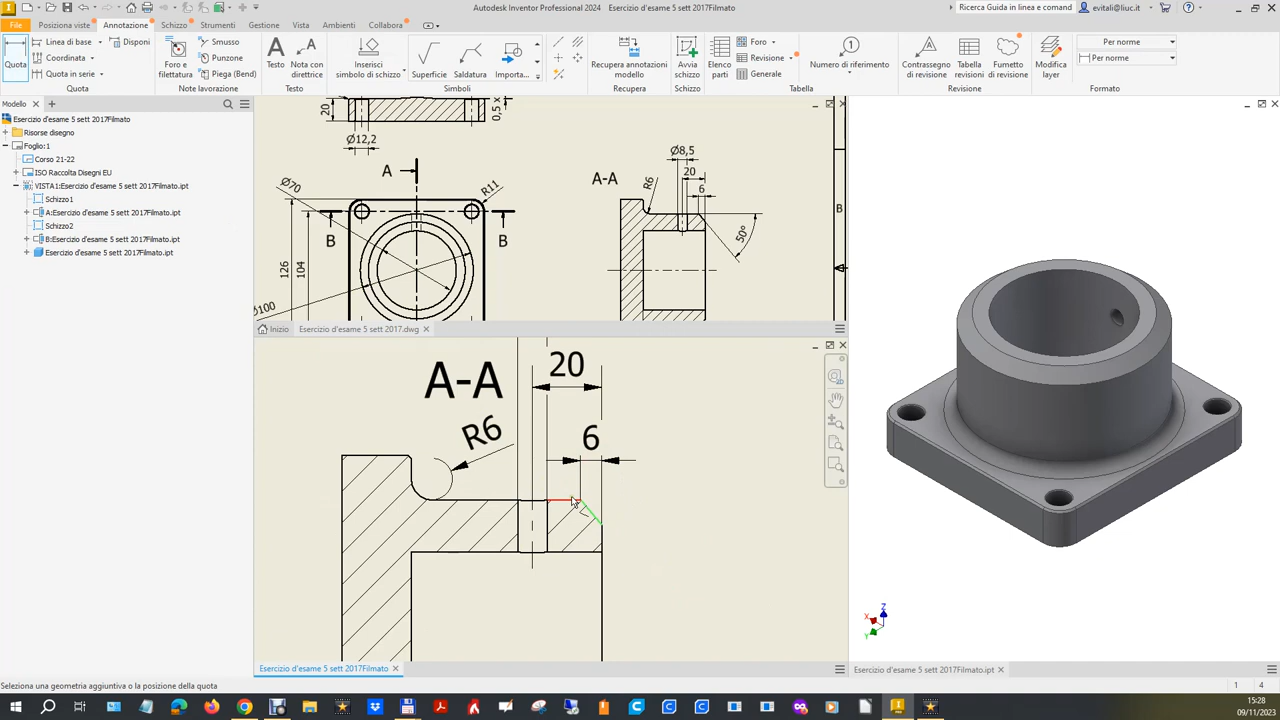 File Posiziona viste Annotazione Schizzo Strumenti Gestione Vista Ambienti Collabora
Autodesk Inventor Professional 2024 Esercizio d'esame 5 sett 2017Filmato
Ricerca Guida in linea e comand
evitali@liuc.it
Quota
Linea di base
Coordinata
Quota in serie
Disponi
Quota
Foro e filettatura
Smusso
Punzone
Piega (Bend)
Note lavorazione
Testo
Nota con direttrice
Testo
Inserisci simbolo di schizzo
Superficie
Saldatura
Importa...
Simboli
Recupera annotazioni modello
Recupera
Avvia schizzo
Schizzo
Elenco parti
Foro
Revisione
Generale
Tabella
Numero di riferimento
Contrassegno di revisione
Tabella revisioni
Fumetto di revisione
Revisione
Modifica layer
Per norme
Per norme
Formato
Modello
Esercizio d'esame 5 sett 2017Filmato
Risorse disegno
Foglio:1
Corso 21-22
ISO Raccolta Disegni EU
VISTA1:Esercizio d'esame 5 sett 2017Filmato.ipt
Schizzo1
A:Esercizio d'esame 5 sett 2017Filmato.ipt
Schizzo2
B:Esercizio d'esame 5 sett 2017Filmato.ipt
Esercizio d'esame 5 sett 2017Filmato.ipt
20
0,5 x
Ø12,2
A
Ø70
R11
B
B
126
104
Ø100
A-A
R6
Ø8,5
20
6
50°
B
A
Inizio
Esercizio d'esame 5 sett 2017.dwg
A-A
20
R6
6
Z
X
Y
Esercizio d'esame 5 sett 2017Filmato
Esercizio d'esame 5 sett 2017Filmato.ipt
Seleziona una geometria aggiuntiva o la posizione della quota
1
4
15:28
09/11/2023